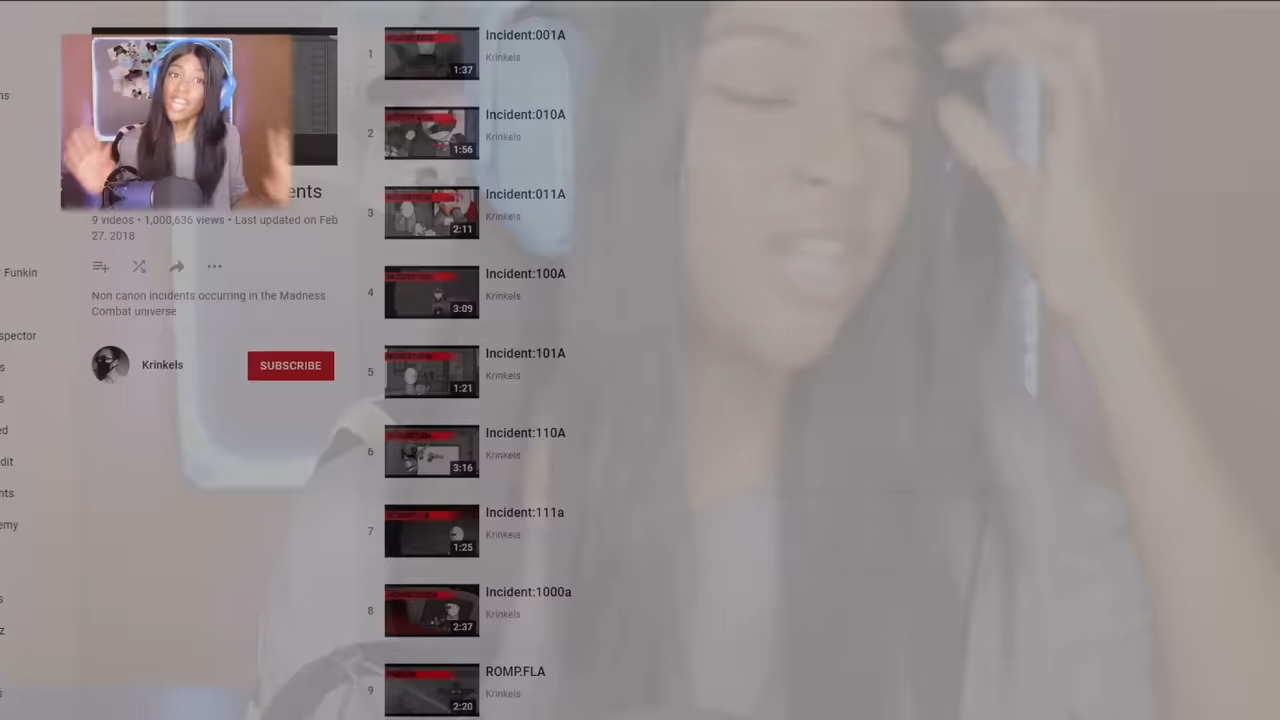 ns
Funkin
spector
s
s
ed
dit
nts
emy
s
z
s
ents
9 videos • 1,000,636 views • Last updated on Feb
27, 2018
Non canon incidents occurring in the Madness
Combat universe
Krinkels
SUBSCRIBE
1
1:37
Incident:001A
Krinkels
2
1:56
Incident:010A
Krinkels
3
2:11
Incident:011A
Krinkels
4
3:09
Incident:100A
Krinkels
5
1:21
Incident:101A
Krinkels
6
3:16
Incident:110A
Krinkels
7
1:25
Incident:111a
Krinkels
8
2:37
Incident:1000a
Krinkels
9
2:20
ROMP.FLA
Krinkels